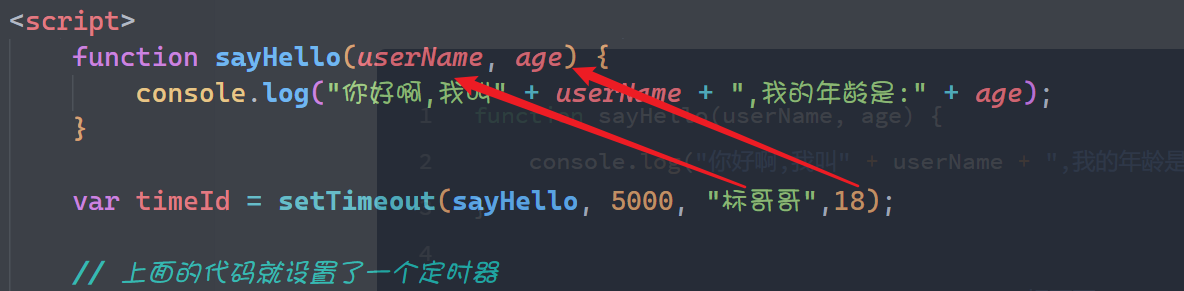 <script>
function sayHello(userName, age) {
console.log("你好啊,我叫" + userName + ",我的年龄是:" + age);
}
var timeId = setTimeout(sayHello, 5000, "标哥哥",18);
// 上面的代码就设置了一个定时器
1 function sayHello(userName, age) {
2 console.log("你好啊,我叫" + userName + ",我的年龄是
3
4